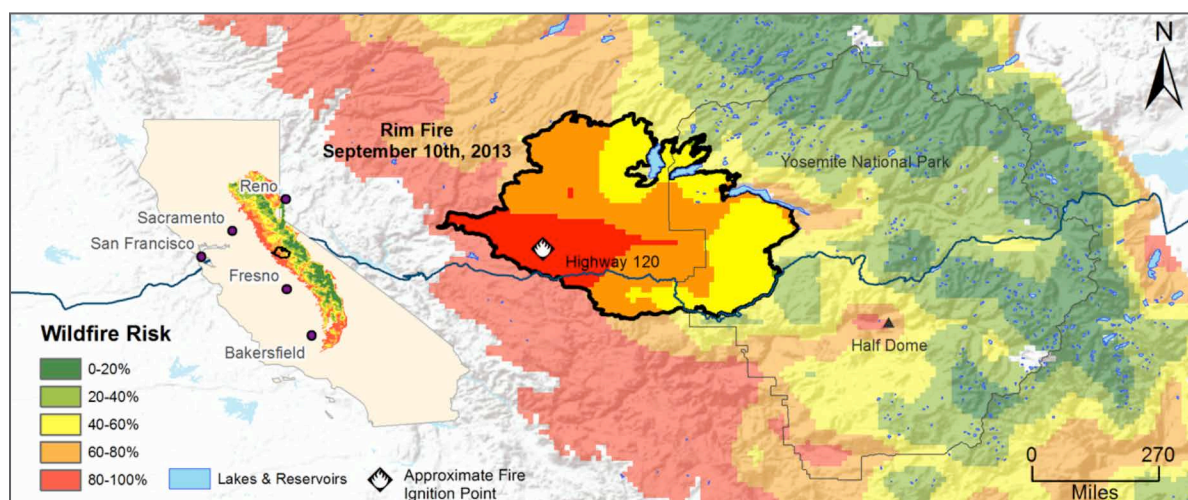 N
Rim Fire
September 10th, 2013
Yosemite National Park
Reno
Sacramento
San Francisco
Highway 120
Fresno
Wildfire Risk
Half Dome
Bakersfield
0-20%
20-40%
40-60%
60-80%
80-100%
Lakes & Reservoirs
Approximate Fire
Ignition Point
0 270
Miles